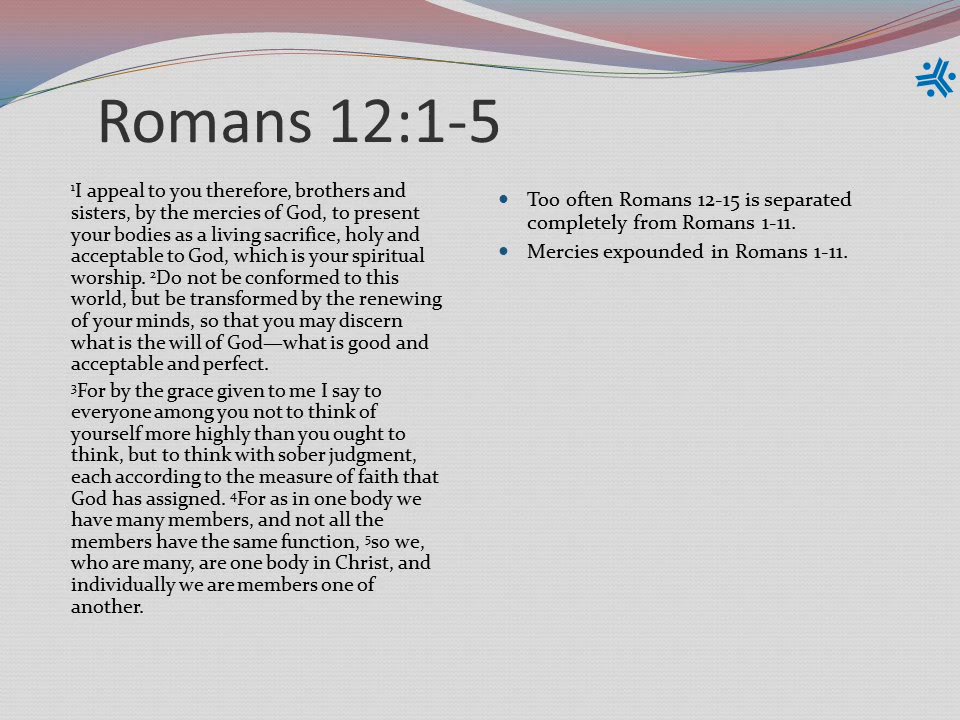 Romans 12:1-5
¹I appeal to you therefore, brothers and
sisters, by the mercies of God, to present
your bodies as a living sacrifice, holy and
acceptable to God, which is your spiritual
worship. ²Do not be conformed to this
world, but be transformed by the renewing
of your minds, so that you may discern
what is the will of God—what is good and
acceptable and perfect.
³For by the grace given to me I say to
everyone among you not to think of
yourself more highly than you ought to
think, but to think with sober judgment,
each according to the measure of faith that
God has assigned. ⁴For as in one body we
have many members, and not all the
members have the same function, ⁵so we,
who are many, are one body in Christ, and
individually we are members one of
another.
• Too often Romans 12-15 is separated
completely from Romans 1-11.
• Mercies expounded in Romans 1-11.